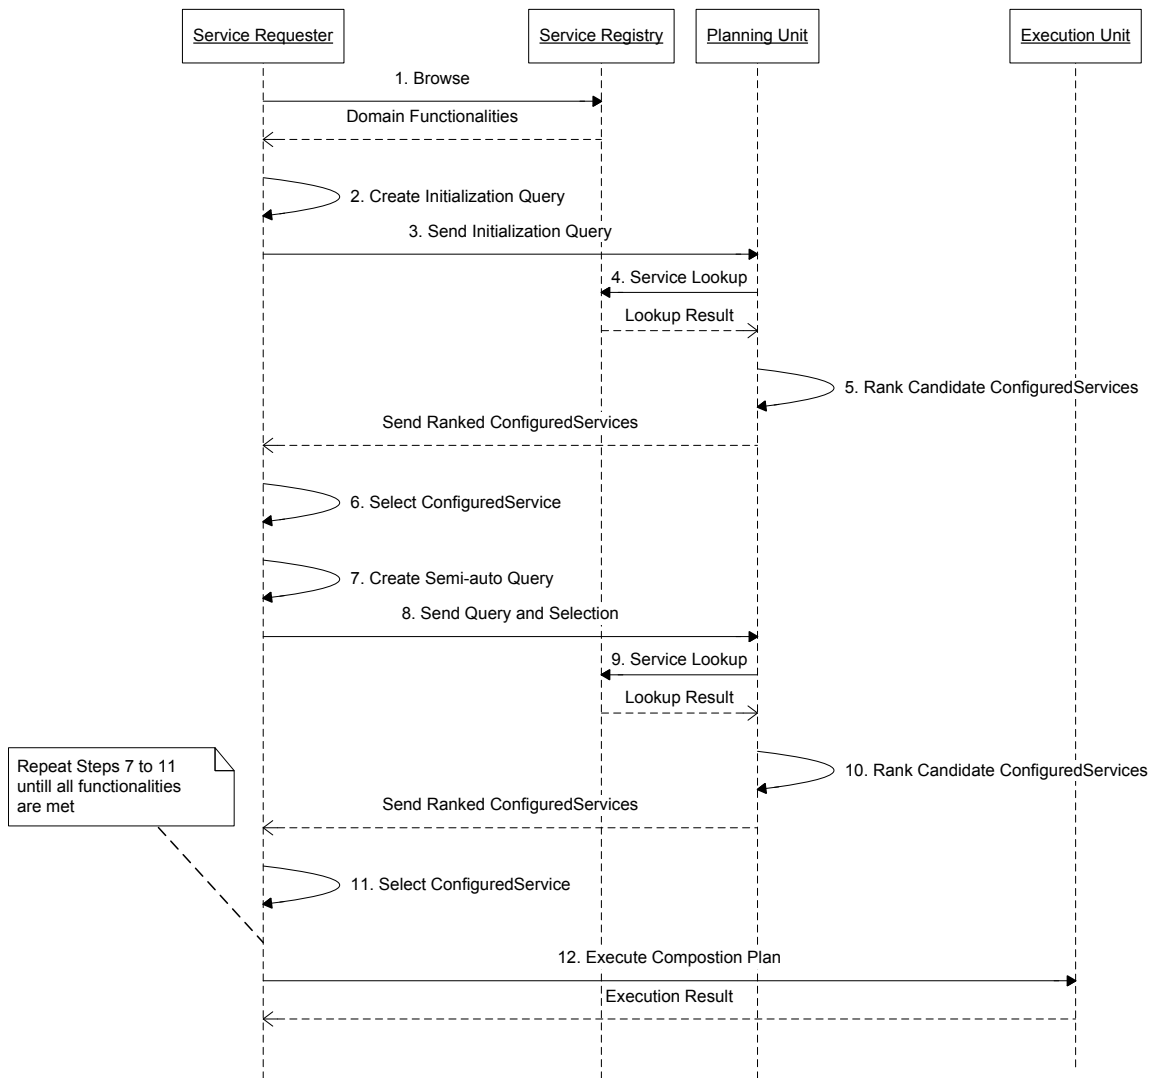 Service Requester
Service Registry
Planning Unit
Execution Unit
1. Browse
Domain Functionalities
2. Create Initialization Query
3. Send Initialization Query
4. Service Lookup
Lookup Result
5. Rank Candidate ConfiguredServices
Send Ranked ConfiguredServices
6. Select ConfiguredService
7. Create Semi-auto Query
8. Send Query and Selection
9. Service Lookup
Lookup Result
Repeat Steps 7 to 11
untill all functionalities
are met
10. Rank Candidate ConfiguredServices
Send Ranked ConfiguredServices
11. Select ConfiguredService
12. Execute Compostion Plan
Execution Result